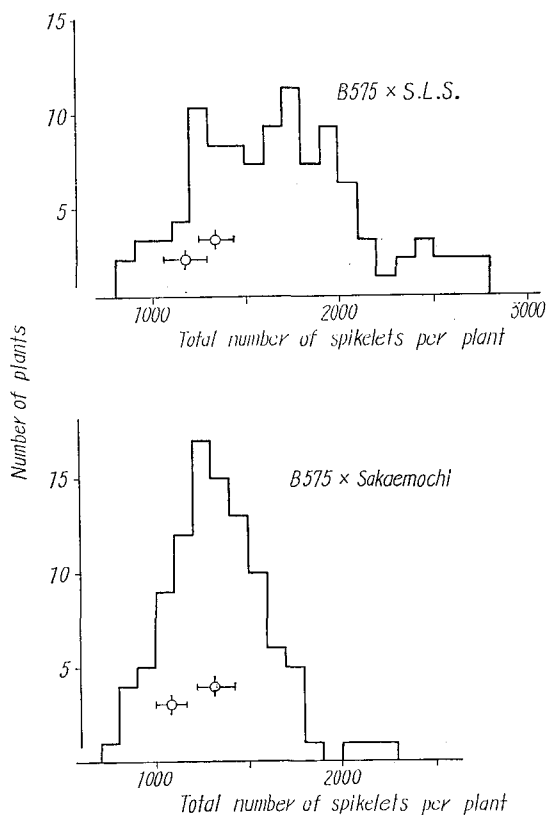 15
B575 × S.L.S.
10
5
1000
2000
3000
Total number of spikelets per plant
Number of plants
15
B575 × Sakaemochi
10
5
1000
2000
Total number of spikelets per plant